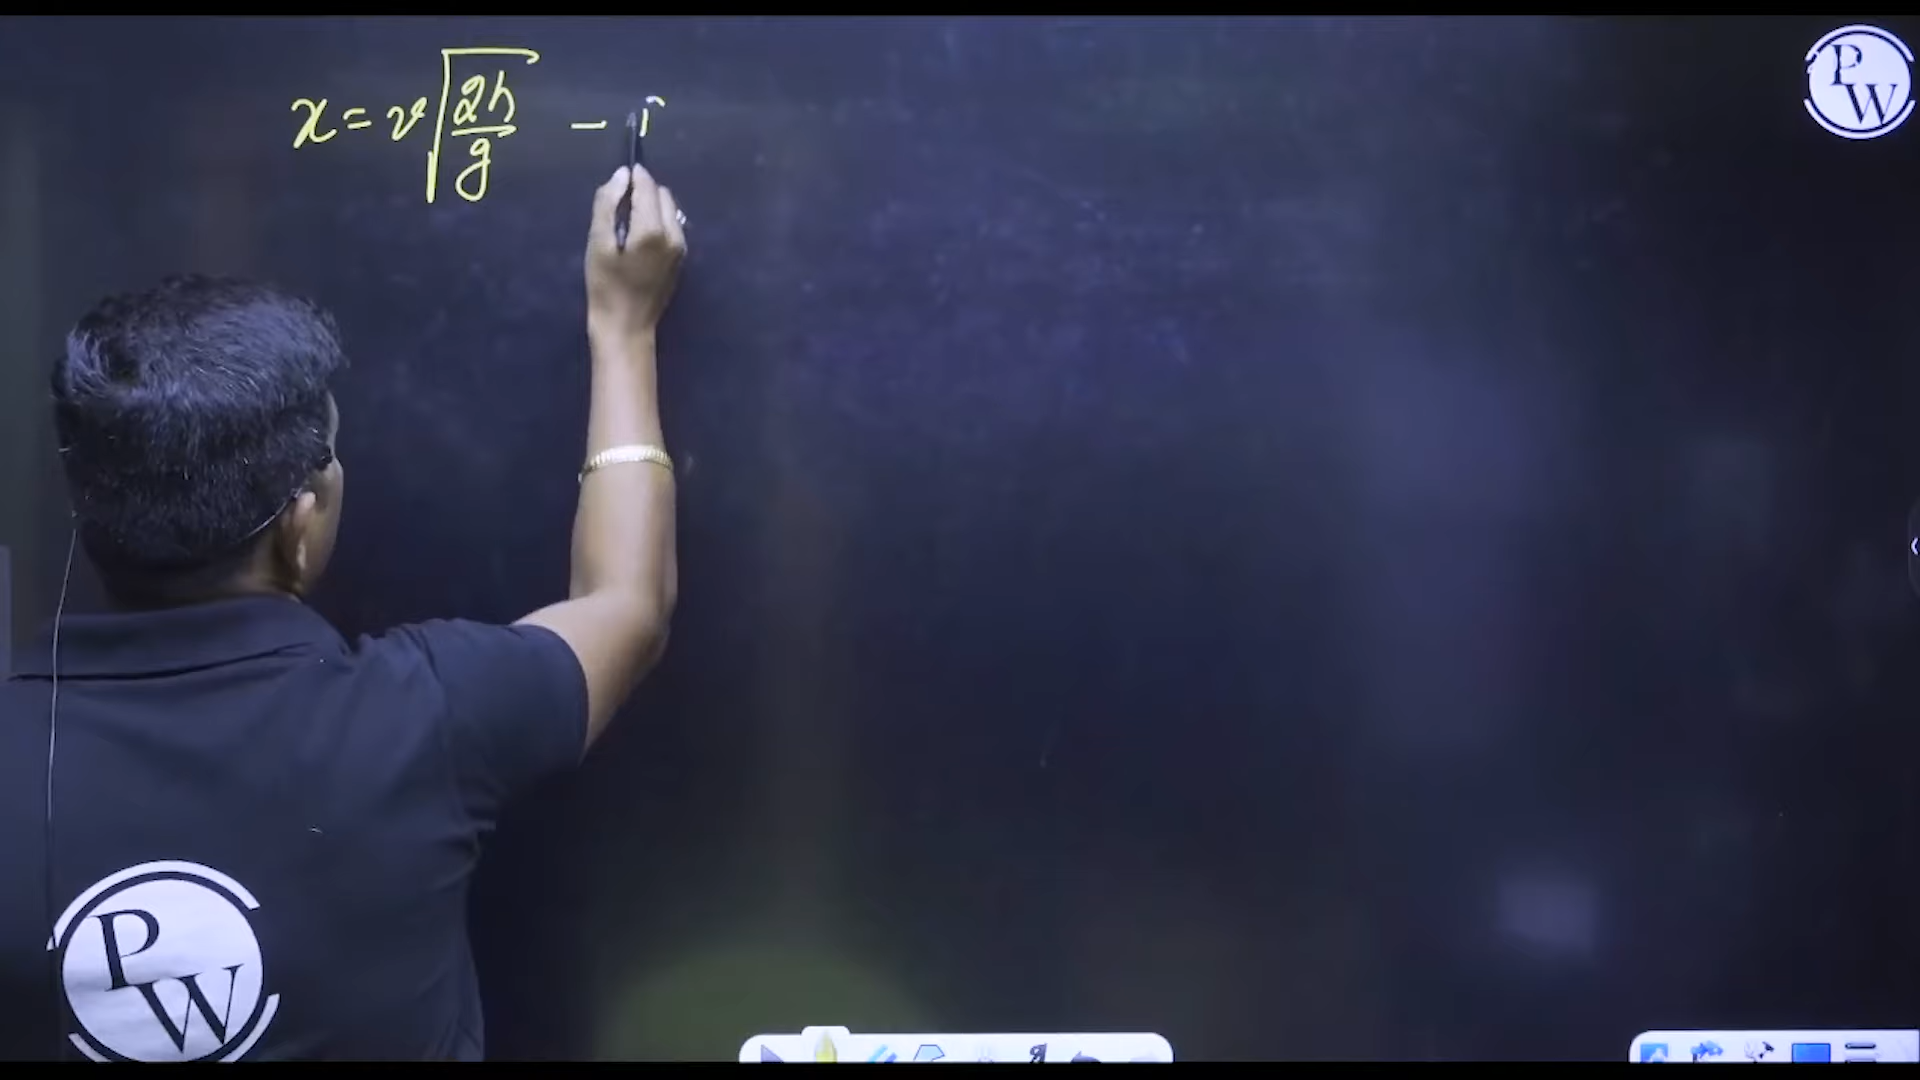 x = v√(2h/g) -
PW
PW